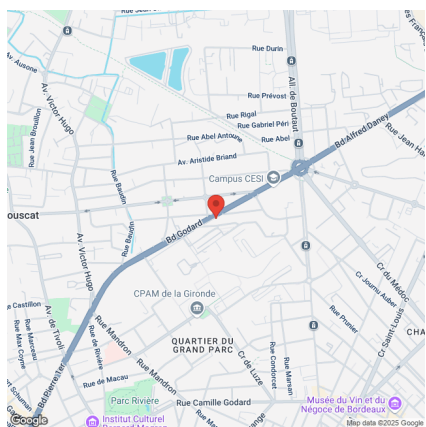 Rue Durin
Av. Ausone
Av. Victor Hugo
Rue Prévost
All. de Boutaut
Rue Rigal
Rue Gabriel Péri
Rue Jean Brouillon
Rue Abel Antoune
Rue Abel
Bd Alfred Daney
Av. Aristide Briand
Campus CESI
Rue Baudin
ouscat
Rue Baudin
Bd Godard
Av. Victor Hugo
Av. de Tivoli
Cr du Médoc
Cr Journu Auber
CPAM de la Gironde
Rue Castillon
Rue Marceau
Rue Max Coyne
Rue de Rivière
Rue Mandron
QUARTIER DU
GRAND PARC
Rue Prunier
Cr Saint-Louis
CHA
Bd Pierre 1er
Rue de Macau
Rue Mandron
Cr de Luze
Rue Condorcet
Rue Marsan
Parc Rivière
Rue Camille Godard
Musée du Vin et du
Négoce de Bordeaux
Institut Culturel
Google
Map data ©2025 Google